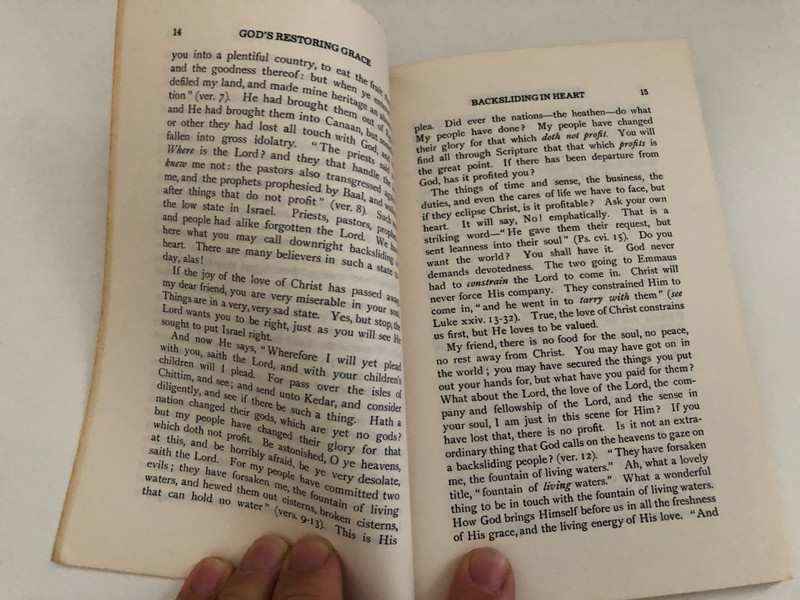 14 GOD'S RESTORING GRACE
you into a plentiful country, to eat the fruit
and the goodness thereof: but when ye
defiled my land, and made mine heritage an
tion" (ver. 7). He had brought them out of
and He had brought them into Canaan, but
or other they had lost all touch with God, and
fallen into gross idolatry. "The priests said
Where is the Lord? and they that handle the
knew me not: the pastors also transgressed
me, and the prophets prophesied by Baal, and
after things that do not profit" (ver. 8). Such
the low state in Israel. Priests, pastors,
and people had alike forgotten the Lord. We
here what you may call downright backsliding
heart. There are many believers in such a state
day, alas!
If the joy of the love of Christ has passed away,
my dear friend, you are very miserable in your soul.
Things are in a very, very sad state. Yes, but stop, the
Lord wants you to be right, just as you will see He
sought to put Israel right.
And now He says, "Wherefore I will yet plead
with you, saith the Lord, and with your children's
children will I plead. For pass over the isles of
Chittim, and see; and send unto Kedar, and consider
diligently, and see if there be such a thing. Hath a
nation changed their gods, which are yet no gods?
but my people have changed their glory for that
which doth not profit. Be astonished, O ye heavens,
at this, and be horribly afraid, be ye very desolate,
saith the Lord. For my people have committed two
evils; they have forsaken me, the fountain of living
waters, and hewed them out cisterns, broken cisterns,
that can hold no water" (vers. 9-13). This is His
BACKSLIDING IN HEART 15
plea. Did ever the nations—the heathen—do what
My people have done? My people have changed
their glory for that which doth not profit. You will
find all through Scripture that that which profits is
the great point. If there has been departure from
God, has it profited you?
The things of time and sense, the business, the
duties, and even the cares of life we have to face, but
if they eclipse Christ, is it profitable? Ask your own
heart. It will say, No! emphatically. That is a
striking word—"He gave them their request, but
sent leanness into their soul" (Ps. cvi. 15). Do you
want the world? You shall have it. God never
demands devotedness. The two going to Emmaus
had to constrain the Lord to come in. Christ will
never force His company. They constrained Him to
come in, "and he went in to tarry with them" (see
Luke xxiv. 13-32). True, the love of Christ constrains
us first, but He loves to be valued.
My friend, there is no food for the soul, no peace,
no rest away from Christ. You may have got on in
the world; you may have secured the things you put
out your hands for, but what have you paid for them?
What about the Lord, the love of the Lord, the com-
pany and fellowship of the Lord, and the sense in
your soul, I am just in this scene for Him? If you
have lost that, there is no profit. Is it not an extra-
ordinary thing that God calls on the heavens to gaze on
a backsliding people? (ver. 12). "They have forsaken
me, the fountain of living waters." Ah, what a lovely
title, "fountain of living waters." What a wonderful
thing to be in touch with the fountain of living waters.
How God brings Himself before us in all the freshness
of His grace, and the living energy of His love. "And